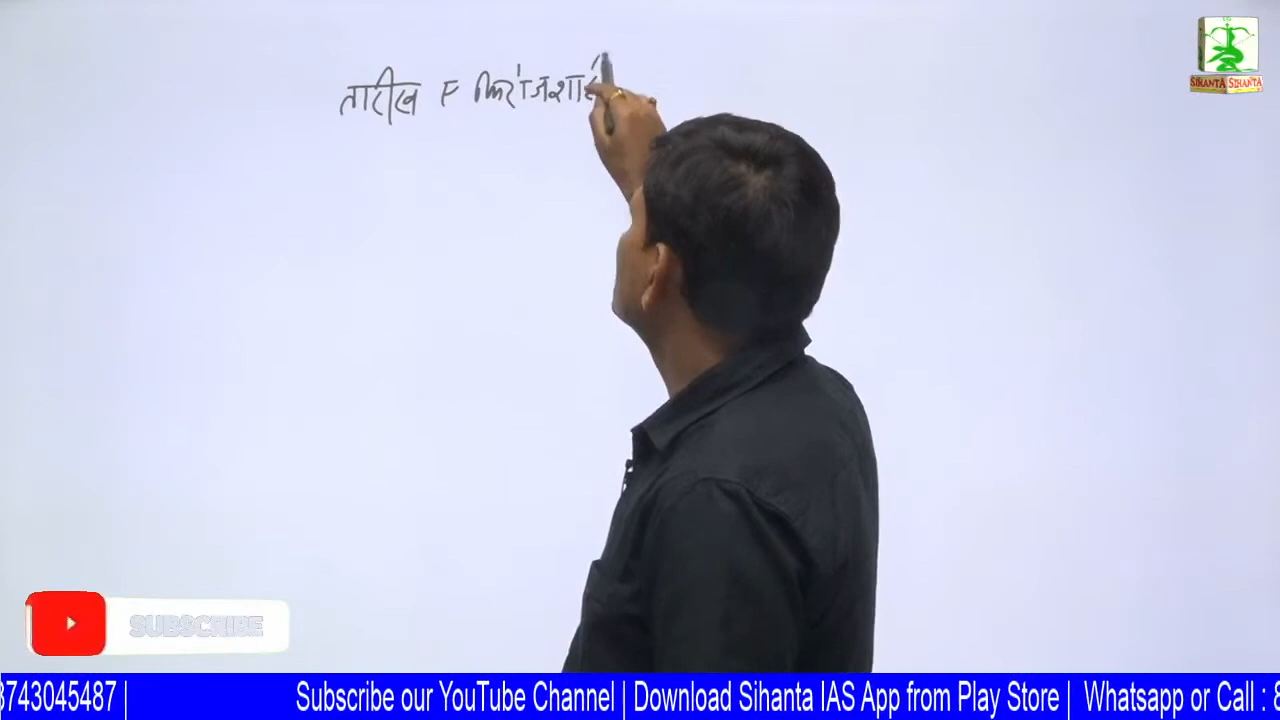 तारीख ए फिरोजशाही
SIHANTA SIHANTA
SUBSCRIBE
3743045487 | Subscribe our YouTube Channel | Download Sihanta IAS App from Play Store | Whatsapp or Call : 8